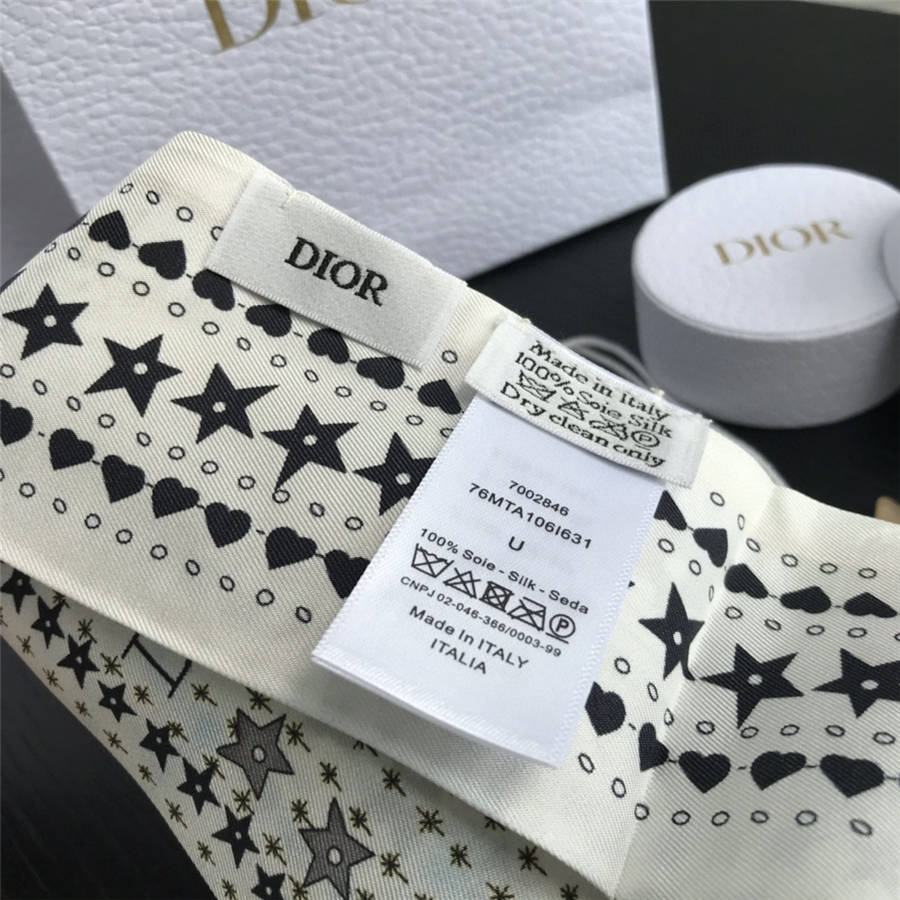 DIOR
DIOR
DIOR
Made in Italy
100% Soie Silk
Dry clean only
7002846
76MTA106I631
U
100% Soie - Silk - Seda
CNPJ 02-046-366/0003-99
Made In ITALY
ITALIA